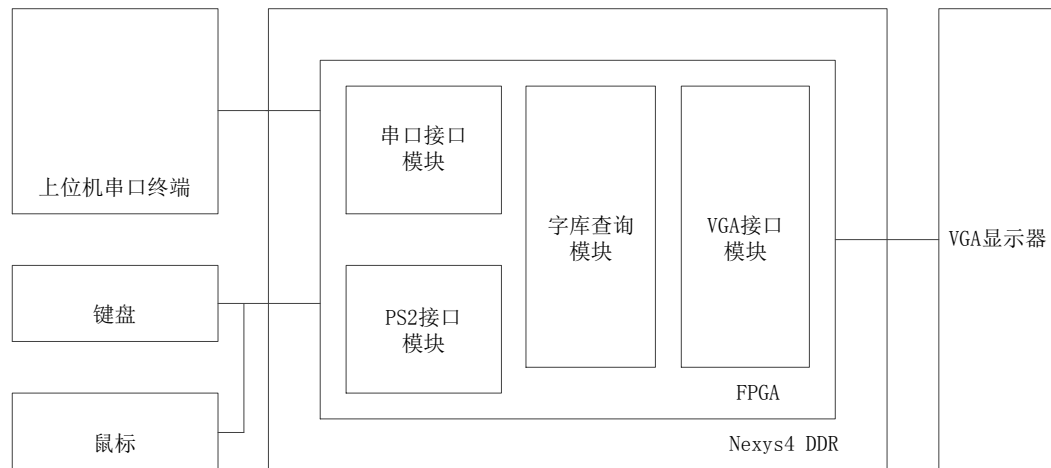 上位机串口终端
键盘
鼠标
串口接口
模块
PS2接口
模块
字库查询
模块
VGA接口
模块
FPGA
Nexys4 DDR
VGA显示器